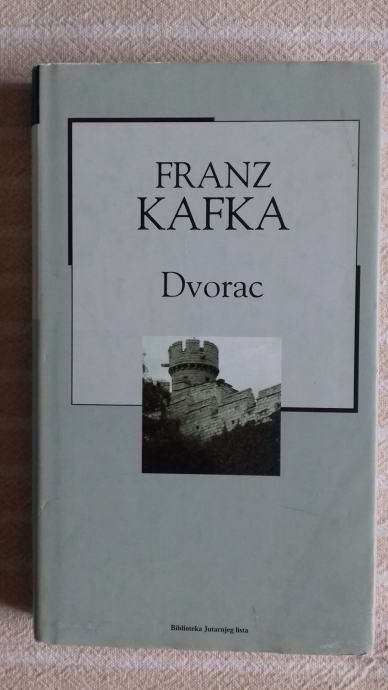 FRANZ
KAFKA
Dvorac
Biblioteka Jutarnjeg lista